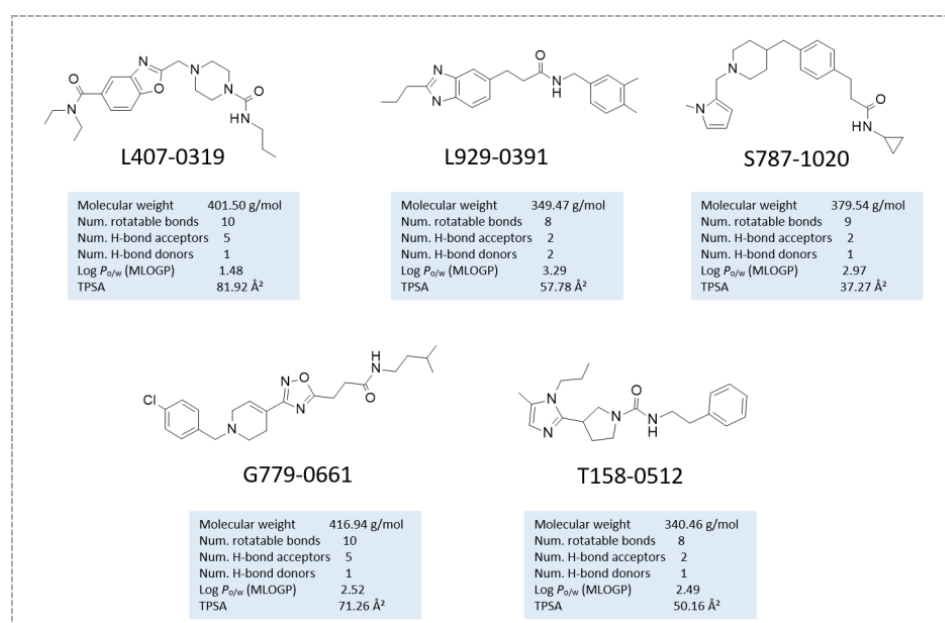 L407-0319
Molecular weight 401.50 g/mol
Num. rotatable bonds 10
Num. H-bond acceptors 5
Num. H-bond donors 1
Log Po/w (MLOGP) 1.48
TPSA 81.92 Å²
L929-0391
Molecular weight 349.47 g/mol
Num. rotatable bonds 8
Num. H-bond acceptors 2
Num. H-bond donors 2
Log Po/w (MLOGP) 3.29
TPSA 57.78 Å²
S787-1020
Molecular weight 379.54 g/mol
Num. rotatable bonds 9
Num. H-bond acceptors 2
Num. H-bond donors 1
Log Po/w (MLOGP) 2.97
TPSA 37.27 Å²
G779-0661
Molecular weight 416.94 g/mol
Num. rotatable bonds 10
Num. H-bond acceptors 5
Num. H-bond donors 1
Log Po/w (MLOGP) 2.52
TPSA 71.26 Å²
T158-0512
Molecular weight 340.46 g/mol
Num. rotatable bonds 8
Num. H-bond acceptors 2
Num. H-bond donors 1
Log Po/w (MLOGP) 2.49
TPSA 50.16 Å²